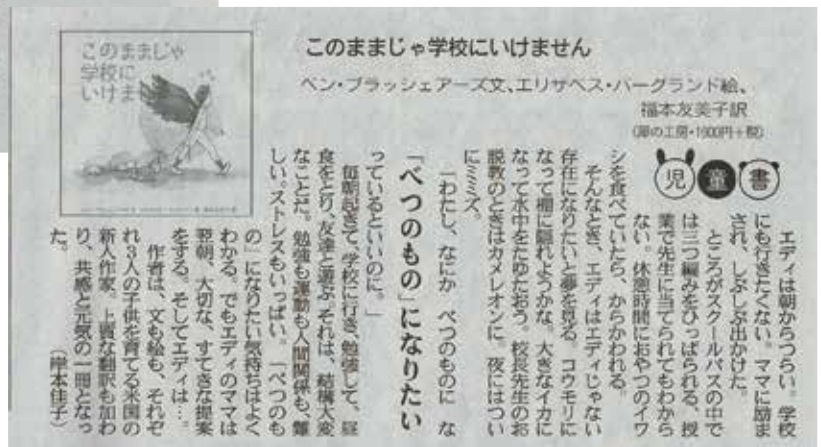 このままじゃ
学校に
いけま
このままじゃ学校にいけません
ベン・ブラッシェアーズ文、エリザベス・バーグランド絵、
福本友美子訳
(犀の工房・1900円+税)
児童書
エディは朝からつらい。学校
にも行きたくない。ママに励ま
され、しぶしぶ出かけた。
ところがスクールバスの中で
は三つ編みをひっぱられる、授
業で先生に当てられてもわから
ない。休憩時間におやつのイワ
シを食べていたら、からかわれる。
そんなとき、エディはエディじゃない
存在になりたいと夢を見る。コウモリに
なって棚に隠れようかな。大きなイカに
なって水中をたゆたおう。校長先生のお
説教のときはカメレオンに。夜にはつい
にミミズ。
「わたし、なにか べつのものに な
っているといいのに。」
「べつのもの」になりたい
毎朝起きて、学校に行き、勉強して、昼
食をとり、友達と遊ぶ。それは、結構大変
なことだ。勉強も運動も人間関係も、難
しい。ストレスもいっぱい。「べつのも
の」になりたい気持ちはよく
わかる。でもエディのママは
翌朝、大切な、すてきな提案
をする。そしてエディは…。
作者は、文も絵も、それぞ
れ3人の子供を育てる米国の
新人作家。上質な翻訳も加わ
り、共感と元気の一冊となっ
た。
(岸本佳子)